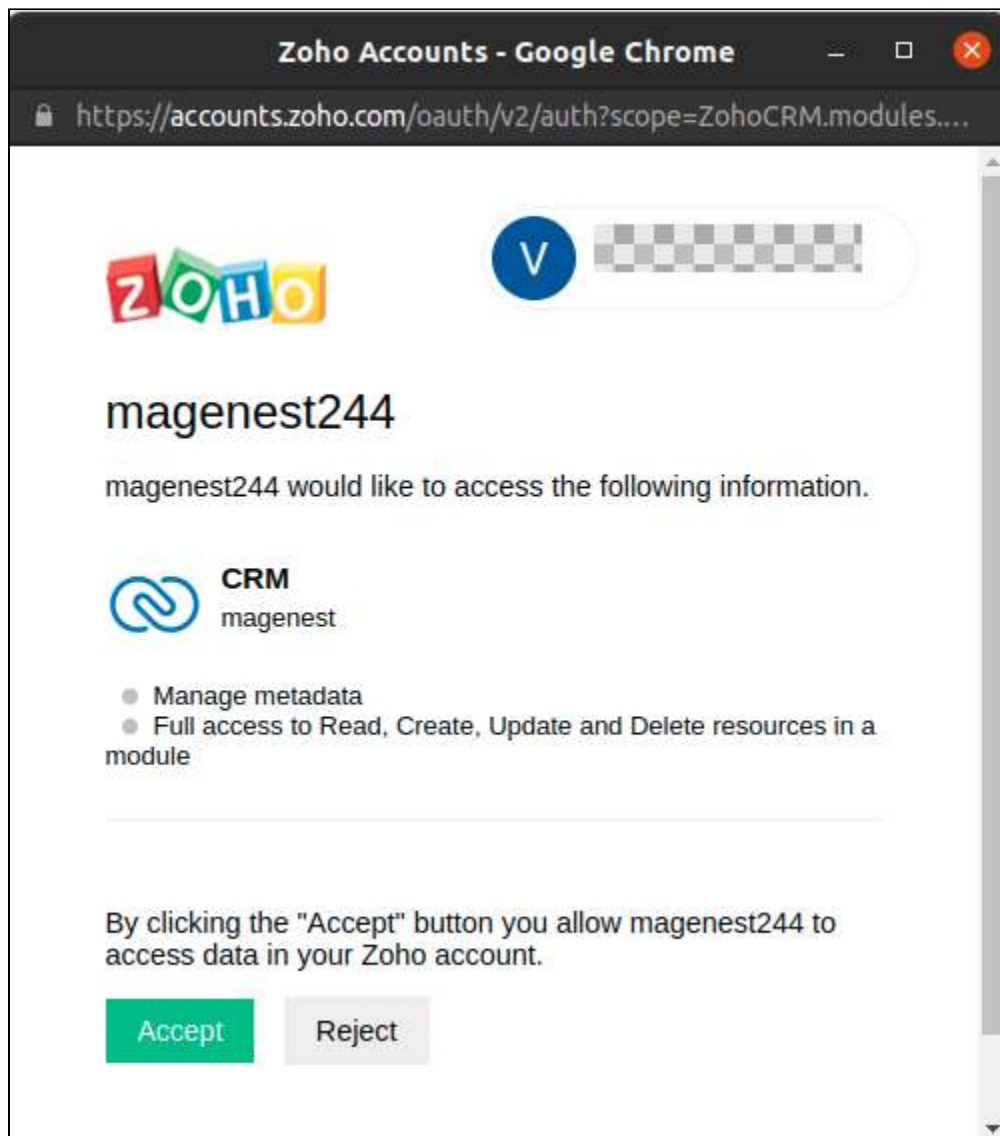 Zoho Accounts - Google Chrome
https://accounts.zoho.com/oauth/v2/auth?scope=ZohoCRM.modules....
ZOHO
V
magenest244
magenest244 would like to access the following information.
CRM
magenest
Manage metadata
Full access to Read, Create, Update and Delete resources in a
module
By clicking the "Accept" button you allow magenest244 to
access data in your Zoho account.
Accept
Reject